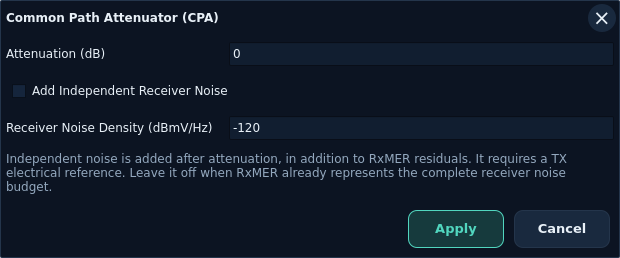 Common Path Attenuator (CPA)
Attenuation (dB) 0
Add Independent Receiver Noise
Receiver Noise Density (dBmV/Hz) -120
Independent noise is added after attenuation, in addition to RxMER residuals. It requires a TX
electrical reference. Leave it off when RxMER already represents the complete receiver noise
budget.
Apply Cancel